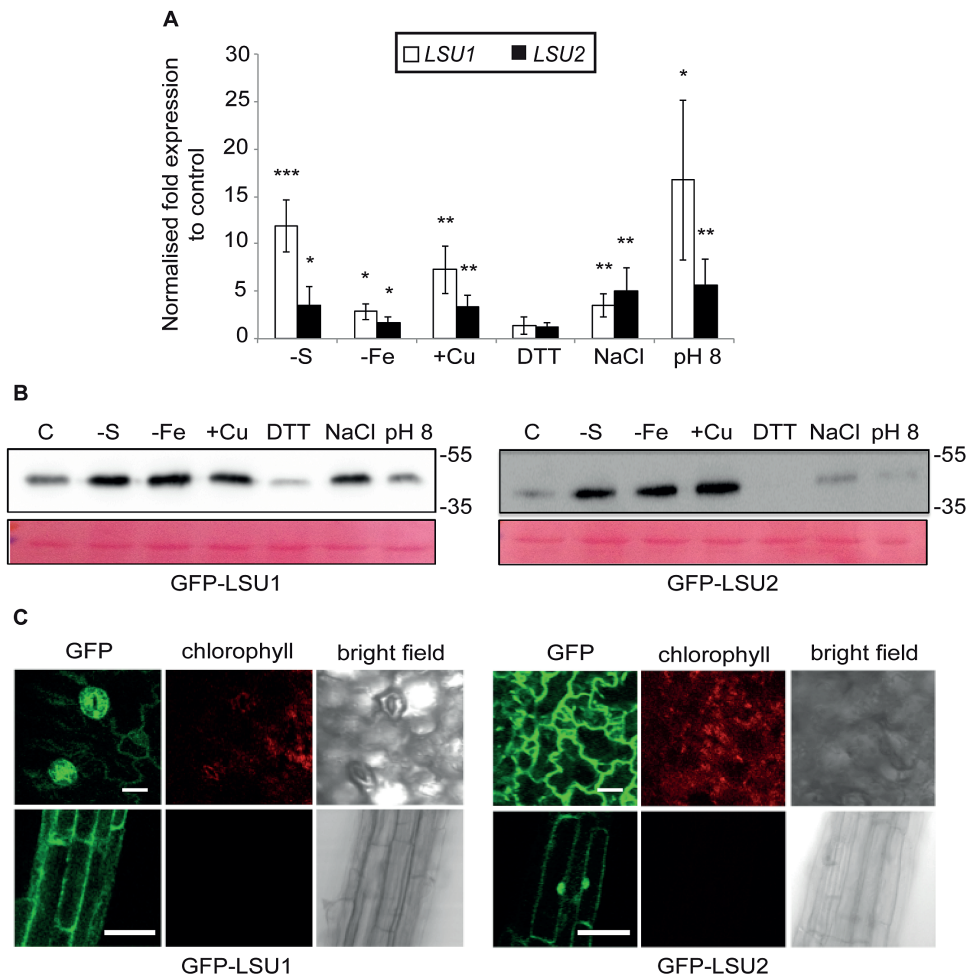 A
LSU1 LSU2
Normalised fold expression
to control
30
25
20
15
10
5
0
***
*
*
*
**
**
**
**
*
**
-S -Fe +Cu DTT NaCl pH 8
B
C -S -Fe +Cu DTT NaCl pH 8
-55
-35
GFP-LSU1
C -S -Fe +Cu DTT NaCl pH 8
-55
-35
GFP-LSU2
C
GFP chlorophyll bright field
GFP-LSU1
GFP chlorophyll bright field
GFP-LSU2